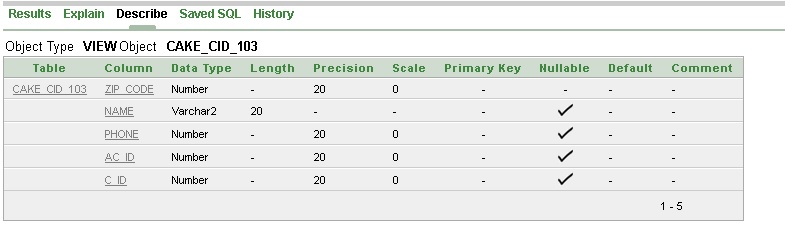 Results Explain Describe Saved SQL History
Object Type VIEW Object CAKE_CID_103
Table Column Data Type Length Precision Scale Primary Key Nullable Default Comment
CAKE_CID_103 ZIP_CODE Number - 20 0 - - - -
NAME Varchar2 20 - - - - -
PHONE Number - 20 0 - - -
AC_ID Number - 20 0 - - -
C_ID Number - 20 0 - - -
1 - 5